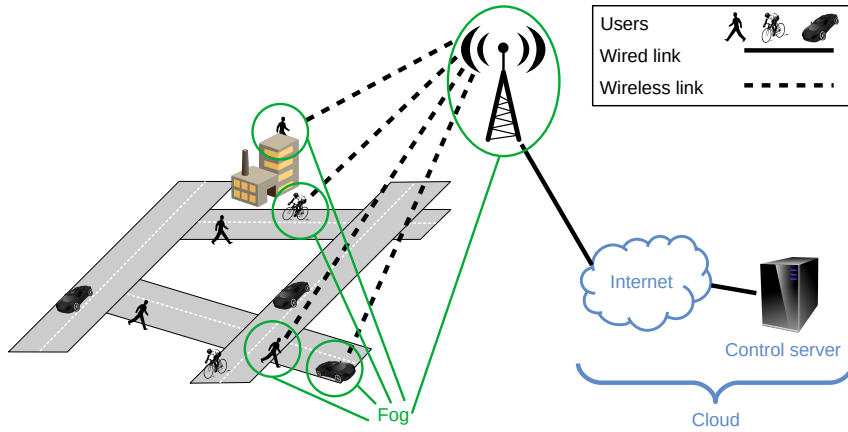 Users
Wired link
Wireless link
Internet
Control server
Cloud
Fog